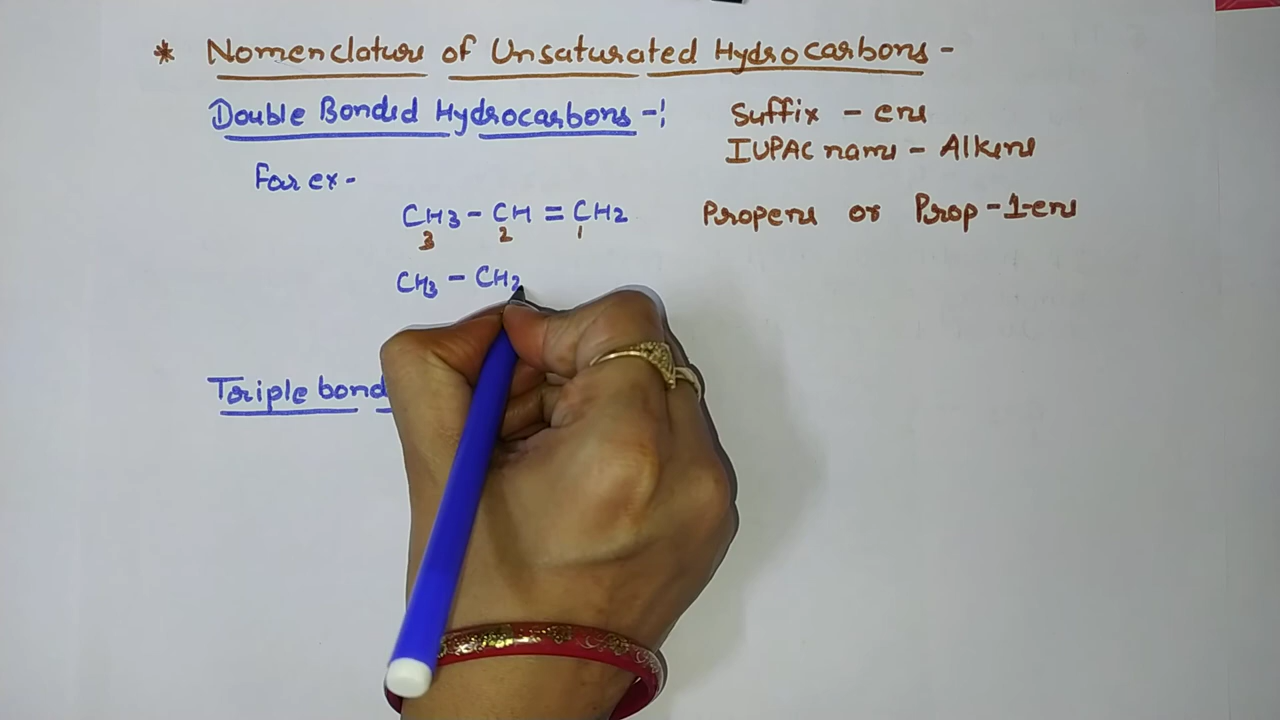 * Nomenclature of Unsaturated Hydrocarbons -
Double Bonded Hydrocarbons -! Suffix - ene
IUPAC name - Alkene
For ex -
CH3 - CH = CH2 Propene or Prop-1-ene
3 2 1
CH3 - CH2
Triple bond